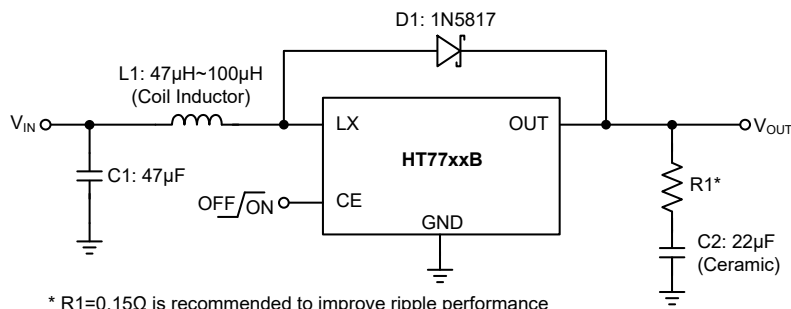 D1: 1N5817
L1: 47µH~100µH
(Coil Inductor)
VIN
LX
OUT
VOUT
HT77xxB
C1: 47µF
R1*
OFF/ON
CE
GND
C2: 22µF
(Ceramic)
* R1=0.15Ω is recommended to improve ripple performance